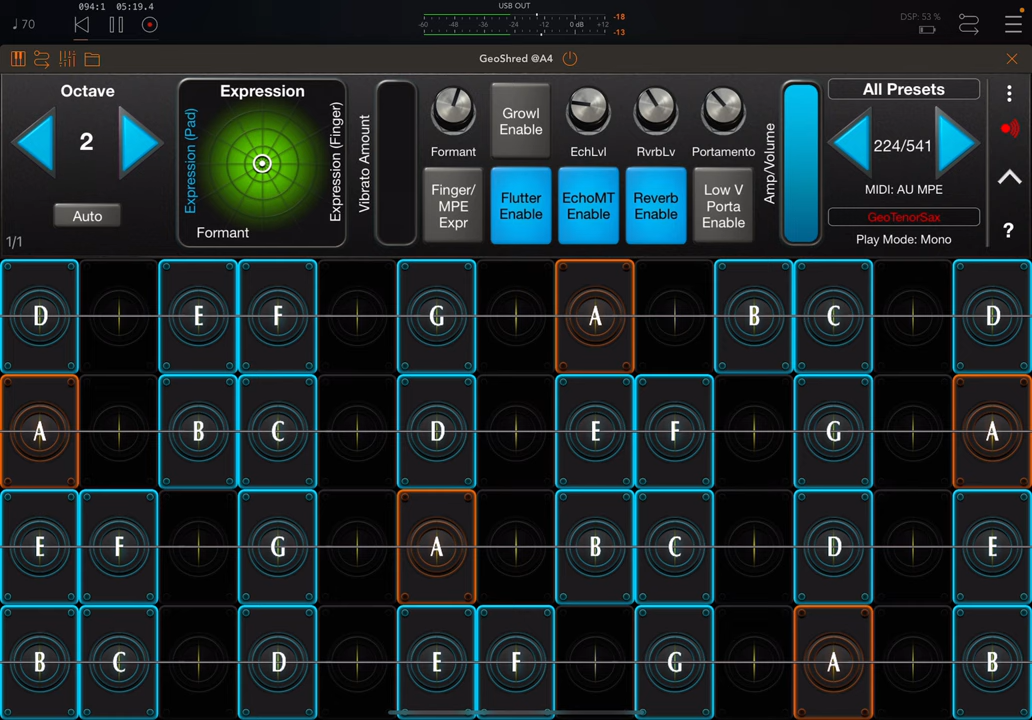 USB OUT
094:1 05:19.4
♩70
-60 -48 -36 -24 -12 0 dB +12
-18
-13
DSP: 53 %
GeoShred @A4
Octave
2
Auto
1/1
Expression
Expression (Pad)
Expression (Finger)
Formant
Vibrato Amount
Formant
Growl
Enable
EchLvl
RvrbLv
Portamento
Finger/
MPE
Expr
Flutter
Enable
EchoMT
Enable
Reverb
Enable
Low V
Porta
Enable
Amp/Volume
All Presets
224/541
MIDI: AU MPE
GeoTenorSax
Play Mode: Mono
?
D E F G A B C D
A B C D E F G A
E F G A B C D E
B C D E F G A B